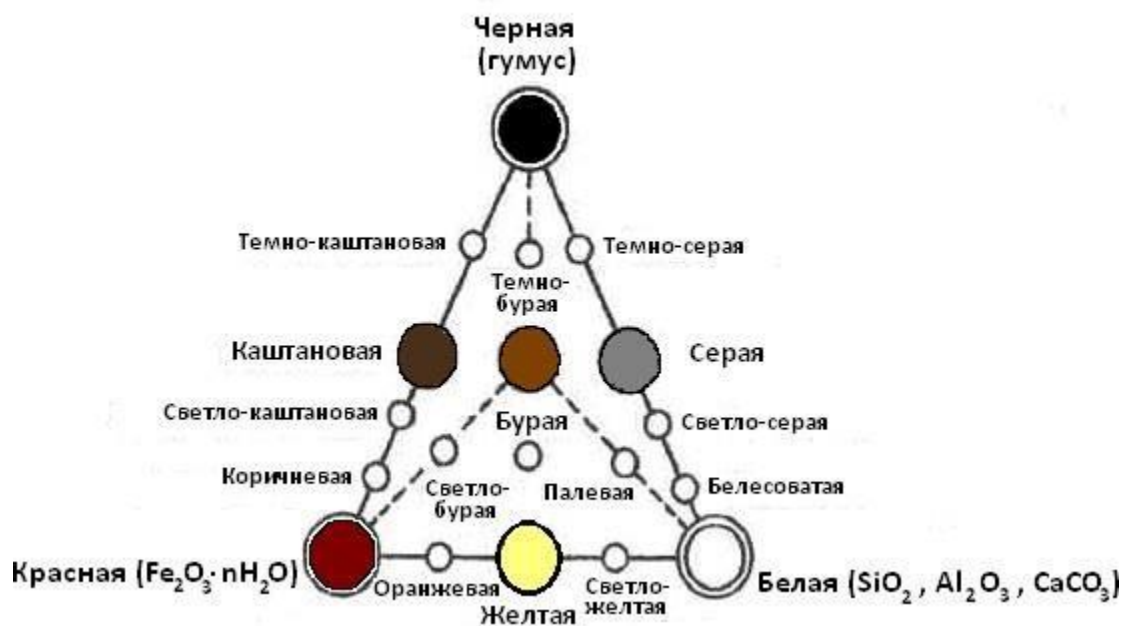 Черная
(гумус)
Темно-каштановая
Темно-серая
Темно-
бурая
Каштановая
Серая
Светло-каштановая
Бурая
Светло-серая
Коричневая
Светло-
бурая
Палевая
Белесоватая
Красная (Fe₂O₃· nH₂O)
Оранжевая
Желтая
Светло-
желтая
Белая (SiO₂ , Al₂O₃ , CaCO₃)